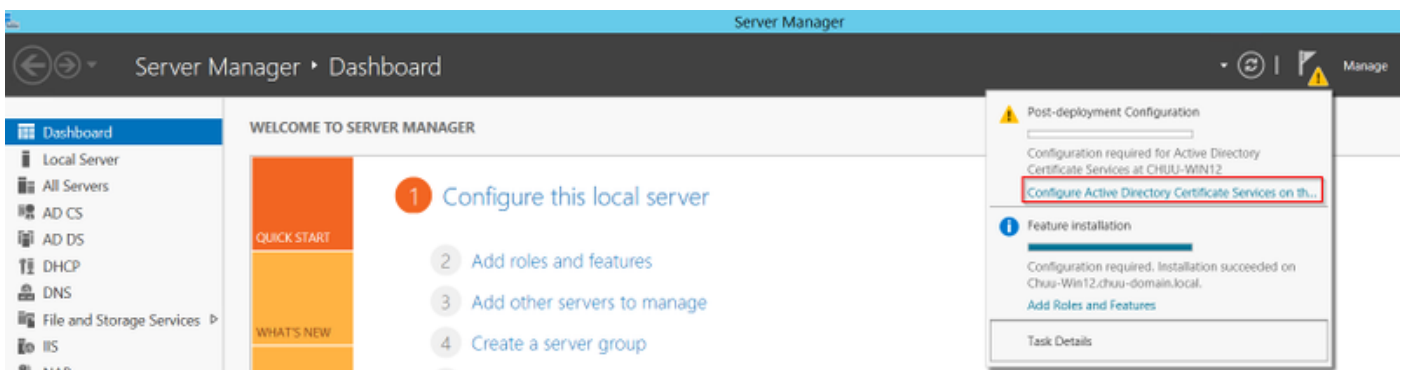 Server Manager
Server Manager • Dashboard
Manage
Dashboard
Local Server
All Servers
AD CS
AD DS
DHCP
DNS
File and Storage Services
IIS
WELCOME TO SERVER MANAGER
QUICK START
WHAT'S NEW
1 Configure this local server
2 Add roles and features
3 Add other servers to manage
4 Create a server group
Post-deployment Configuration
Configuration required for Active Directory
Certificate Services at CHUU-WIN12
Configure Active Directory Certificate Services on th...
Feature installation
Configuration required. Installation succeeded on
Chuu-Win12.chuu-domain.local.
Add Roles and Features
Task Details